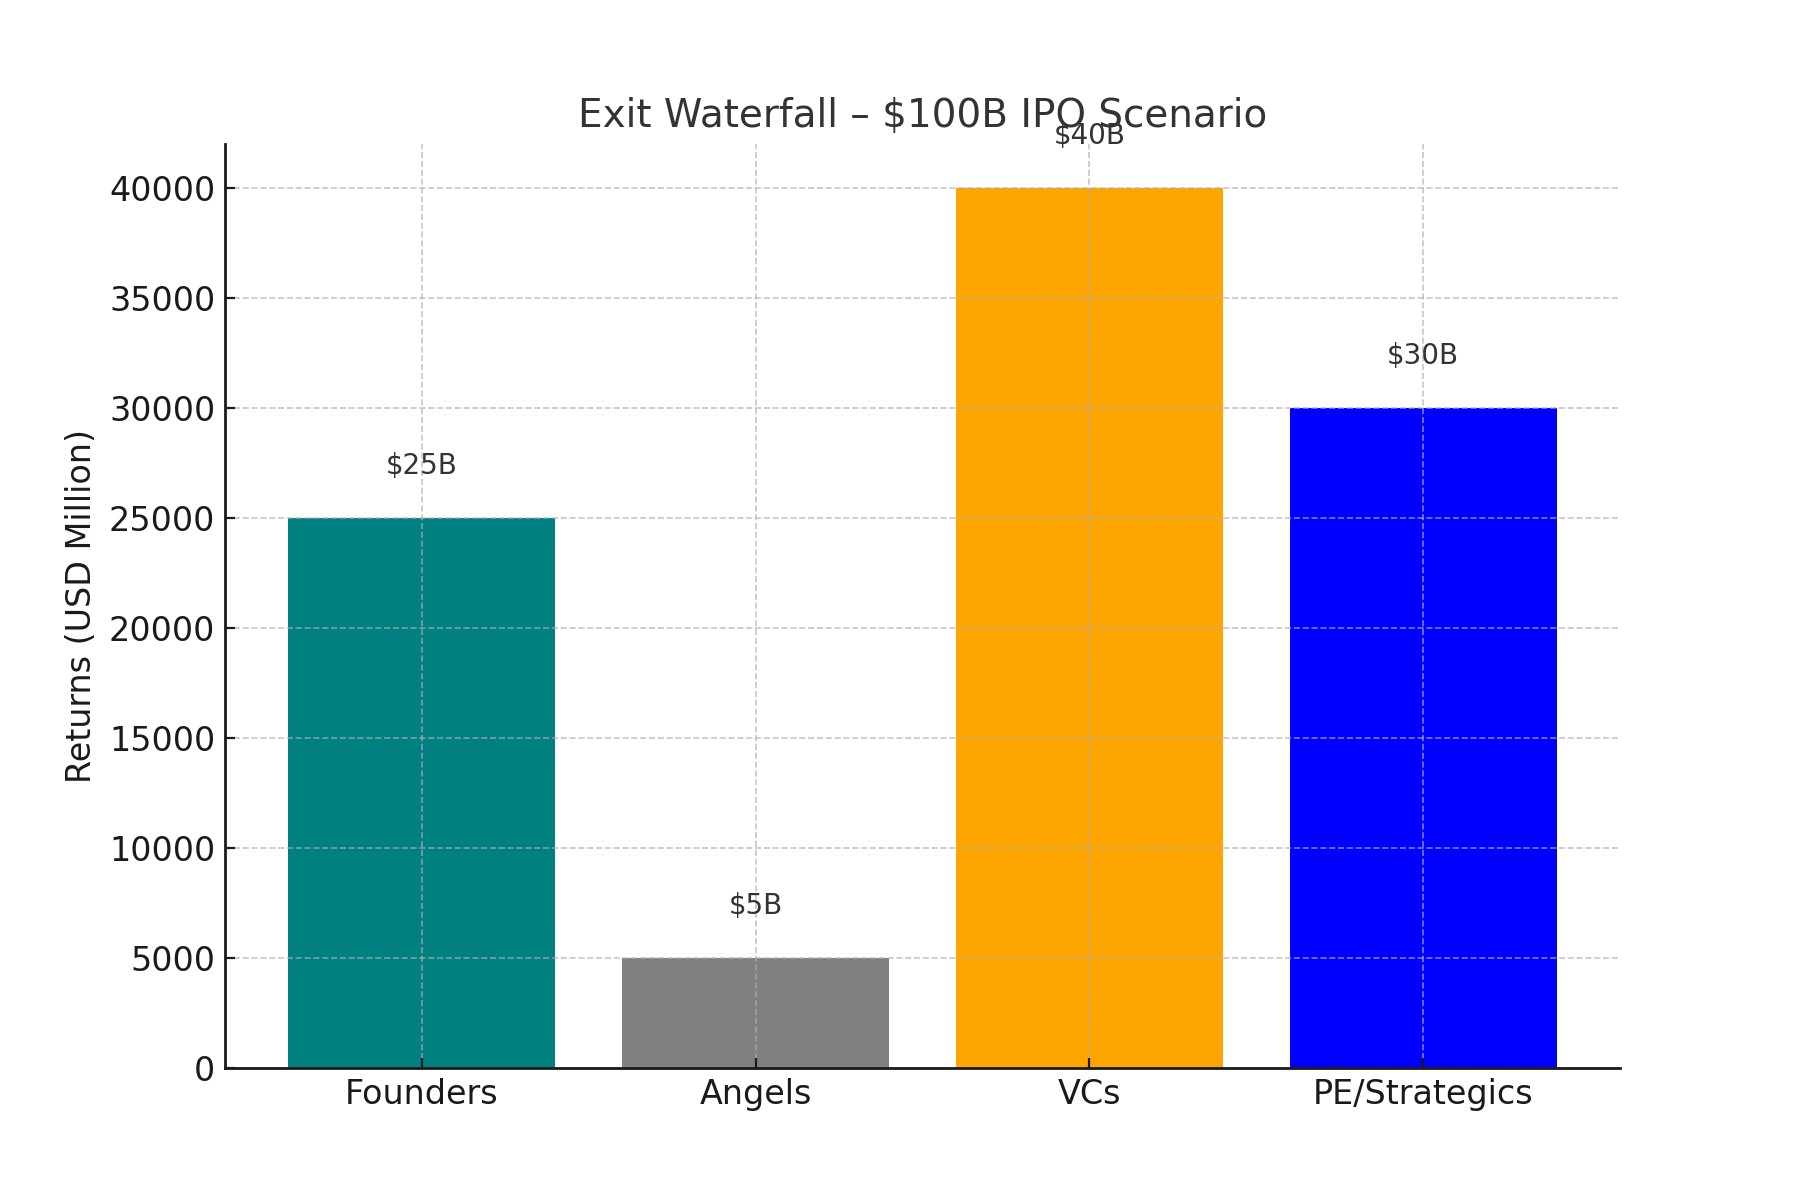 Exit Waterfall – $100B IPO Scenario
$40B
$30B
$25B
$5B
Returns (USD Million)
40000
35000
30000
25000
20000
15000
10000
5000
0
Founders
Angels
VCs
PE/Strategics